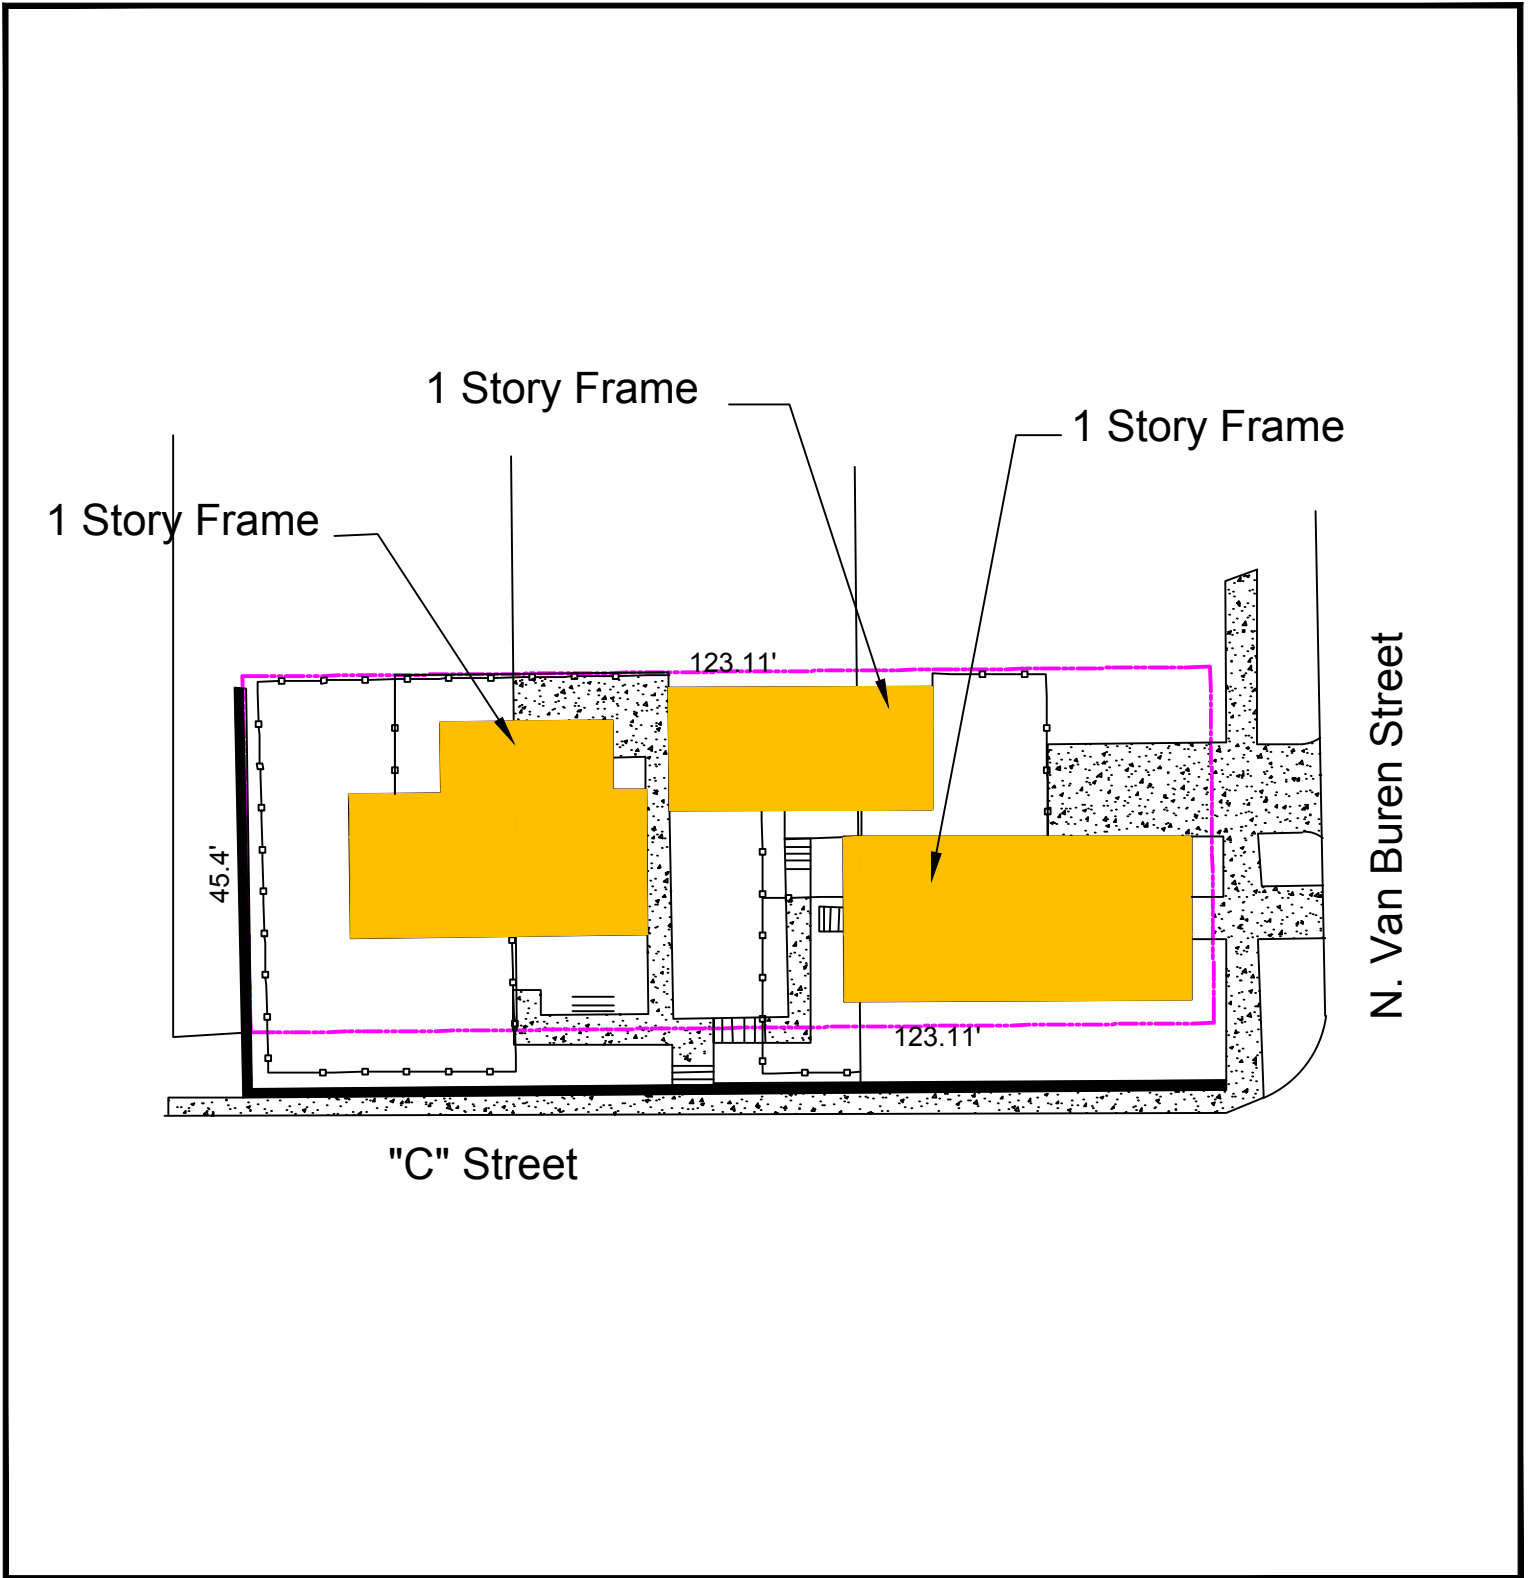 1 Story Frame
1 Story Frame
1 Story Frame
123.11'
45.4'
N. Van Buren Street
123.11'
"C" Street